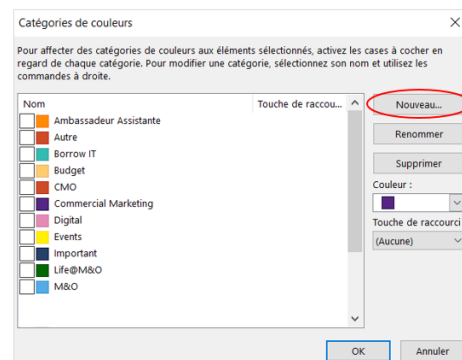 Catégories de couleurs
Pour affecter des catégories de couleurs aux éléments sélectionnés, activez les cases à cocher en
regard de chaque catégorie. Pour modifier une catégorie, sélectionnez son nom et utilisez les
commandes à droite.
Nom Touche de raccou...
Nouveau...
Ambassadeur Assistante
Autre
Renommer
Borrow IT
Supprimer
Budget
CMO
Couleur :
Commercial Marketing
Digital
Touche de raccourci
Events
(Aucune)
Important
Life@M&O
M&O
OK Annuler